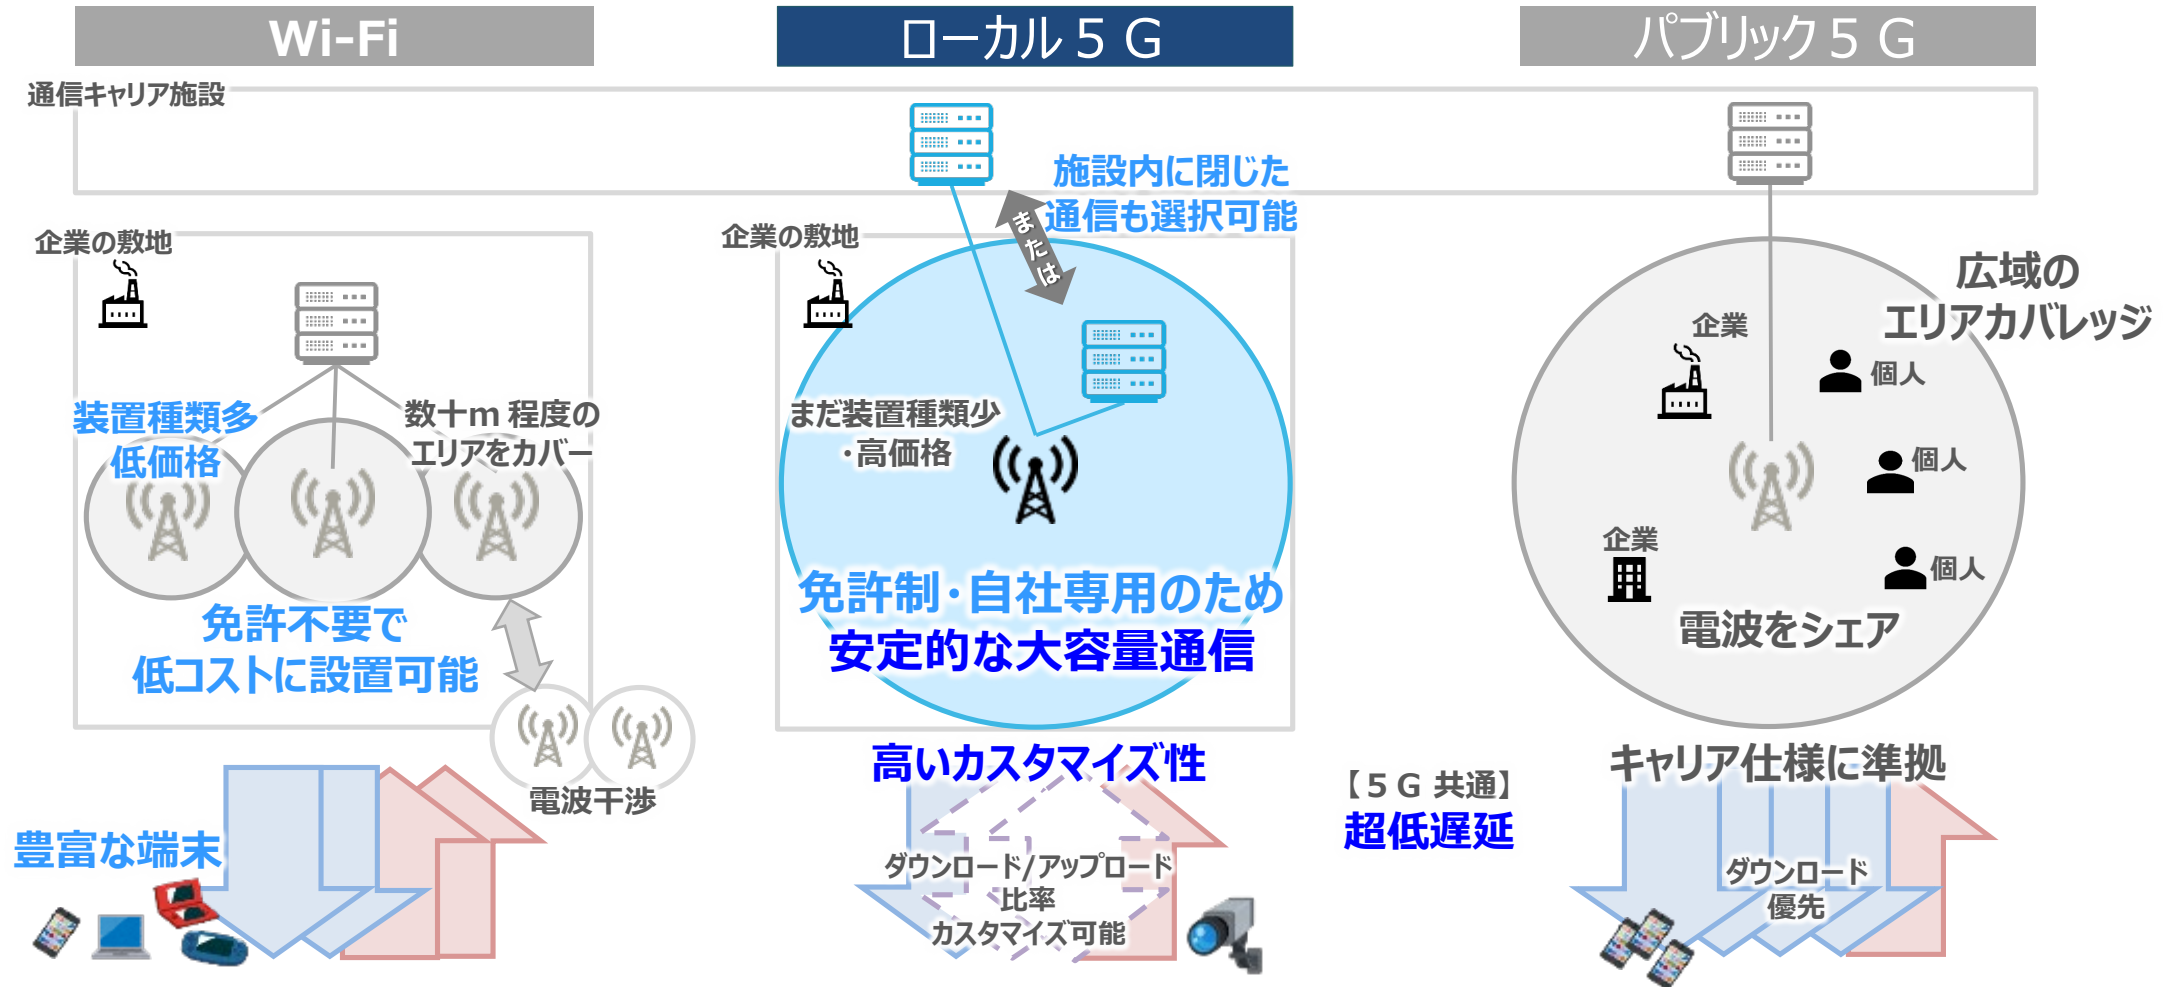 Wi-Fi
ローカル５Ｇ
パブリック５Ｇ
通信キャリア施設
施設内に閉じた
通信も選択可能
または
企業の敷地
装置種類多
低価格
数十m 程度の
エリアをカバー
免許不要で
低コストに設置可能
電波干渉
豊富な端末
企業の敷地
まだ装置種類少
・高価格
免許制・自社専用のため
安定的な大容量通信
高いカスタマイズ性
ダウンロード/アップロード
比率
カスタマイズ可能
【５Ｇ 共通】
超低遅延
広域の
エリアカバレッジ
企業
個人
個人
企業
個人
電波をシェア
キャリア仕様に準拠
ダウンロード
優先